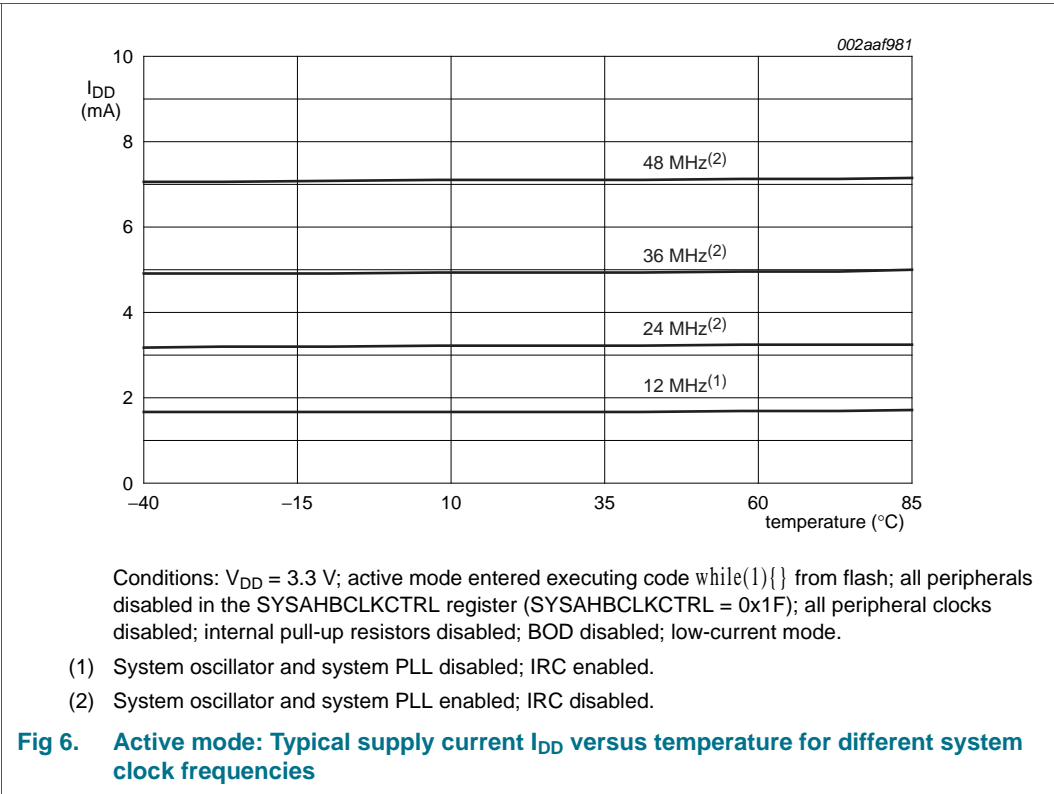 002aaf981
10
IDD
(mA)
8
48 MHz(2)
6
36 MHz(2)
4
24 MHz(2)
12 MHz(1)
2
0
−40 −15 10 35 60 85
temperature (°C)
Conditions: VDD = 3.3 V; active mode entered executing code while(1){} from flash; all peripherals
disabled in the SYSAHBCLKCTRL register (SYSAHBCLKCTRL = 0x1F); all peripheral clocks
disabled; internal pull-up resistors disabled; BOD disabled; low-current mode.
(1) System oscillator and system PLL disabled; IRC enabled.
(2) System oscillator and system PLL enabled; IRC disabled.
Fig 6. Active mode: Typical supply current IDD versus temperature for different system
clock frequencies